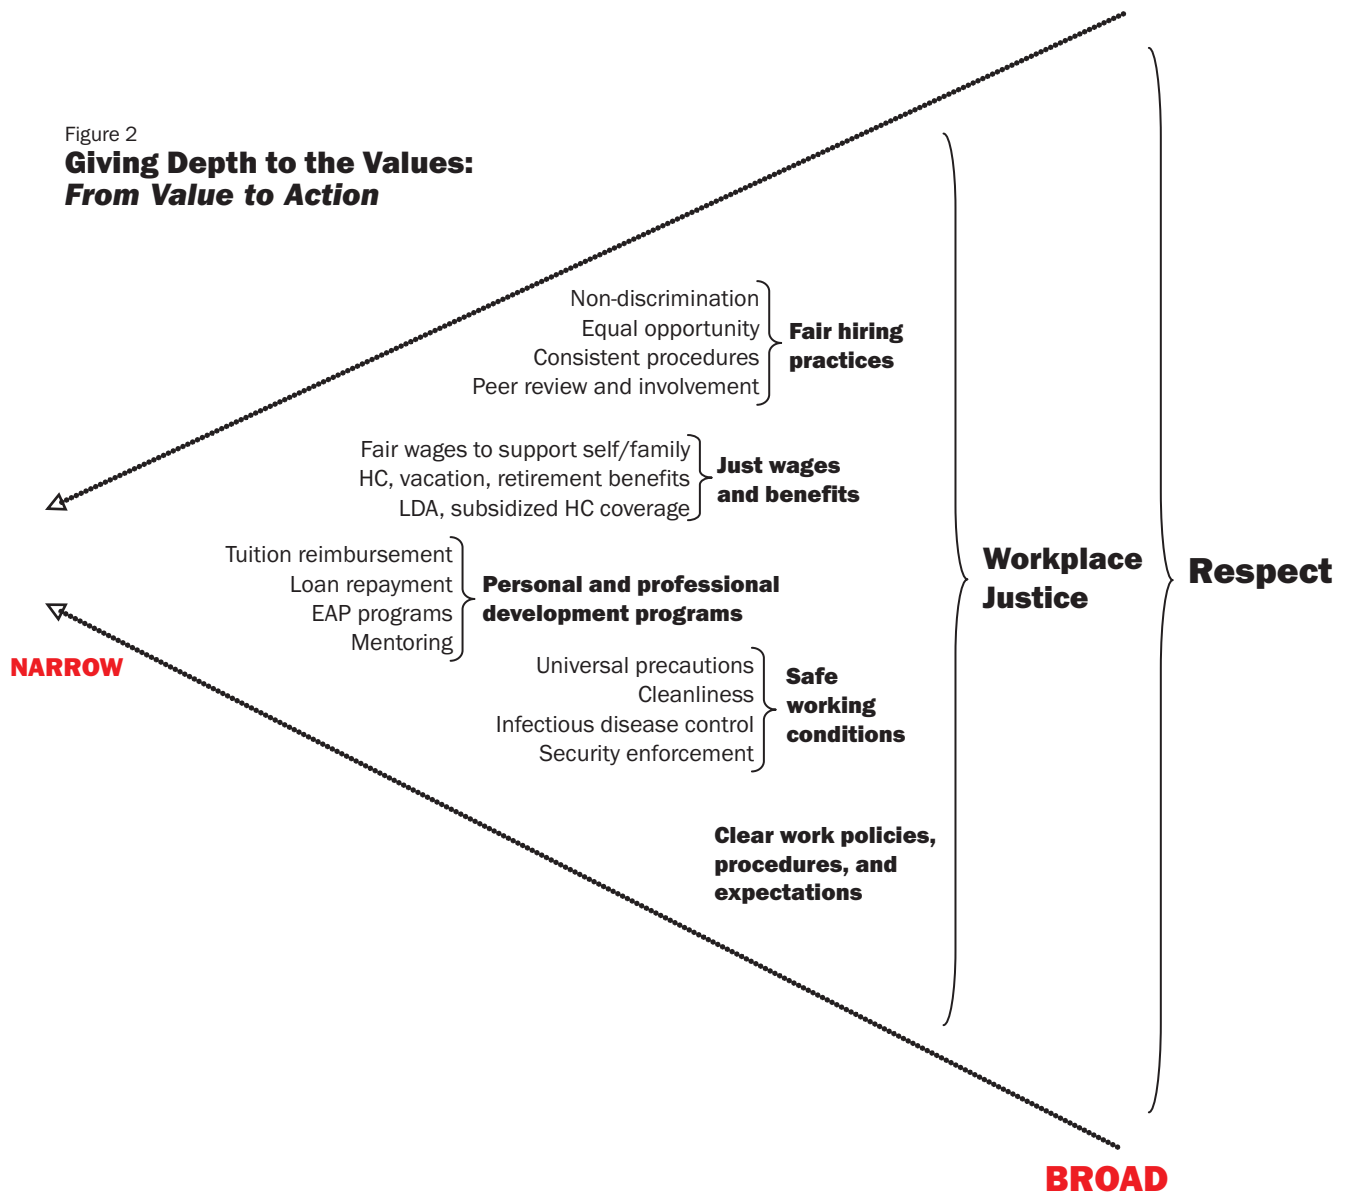 Figure 2
Giving Depth to the Values:
From Value to Action
Non-discrimination
Equal opportunity
Consistent procedures
Peer review and involvement
Fair hiring
practices
Fair wages to support self/family
HC, vacation, retirement benefits
LDA, subsidized HC coverage
Just wages
and benefits
Tuition reimbursement
Loan repayment
EAP programs
Mentoring
Personal and professional
development programs
Universal precautions
Cleanliness
Infectious disease control
Security enforcement
Safe
working
conditions
Clear work policies,
procedures, and
expectations
Workplace
Justice
Respect
NARROW
BROAD